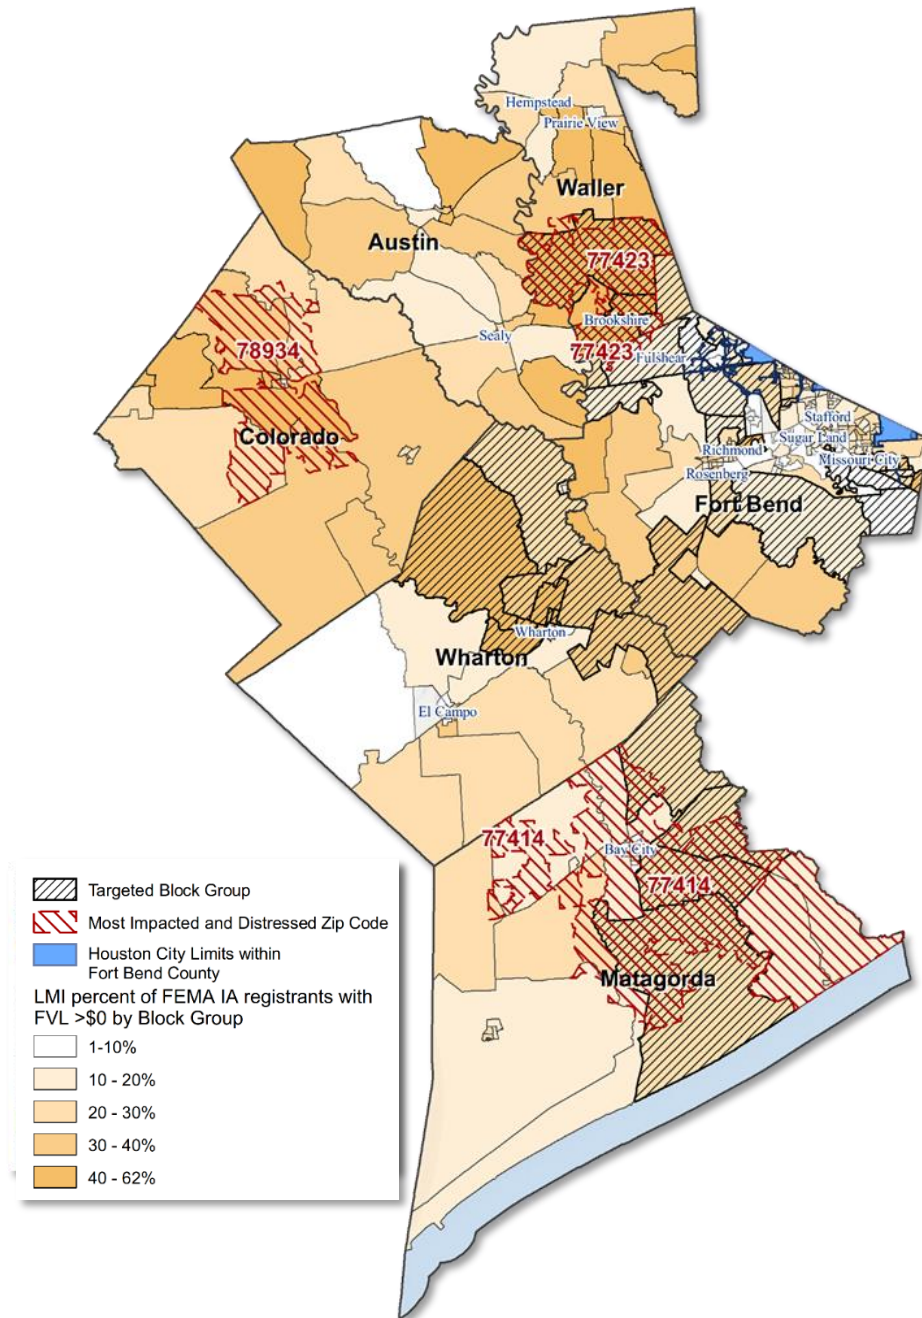 Hempstead
Prairie View
Waller
Austin
77423
Brookshire
Sealy
78934
77423
Fulshear
Stafford
Colorado
Sugar Land
Richmond
Missouri City
Rosenberg
Fort Bend
Wharton
Wharton
El Campo
77414
Bay City
77414
Matagorda
Targeted Block Group
Most Impacted and Distressed Zip Code
Houston City Limits within
Fort Bend County
LMI percent of FEMA IA registrants with
FVL >$0 by Block Group
1-10%
10 - 20%
20 - 30%
30 - 40%
40 - 62%